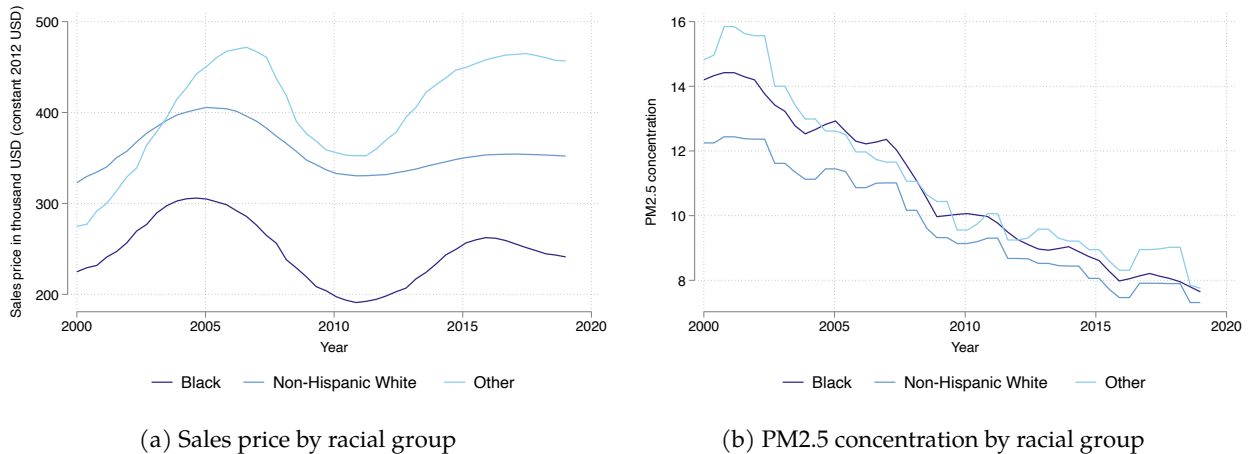 Sales price in thousand USD (constant 2012 USD)
500
400
300
200
2000 2005 2010 2015 2020
Year
Black Non-Hispanic White Other
(a) Sales price by racial group
PM2.5 concentration
16
14
12
10
8
2000 2005 2010 2015 2020
Year
Black Non-Hispanic White Other
(b) PM2.5 concentration by racial group